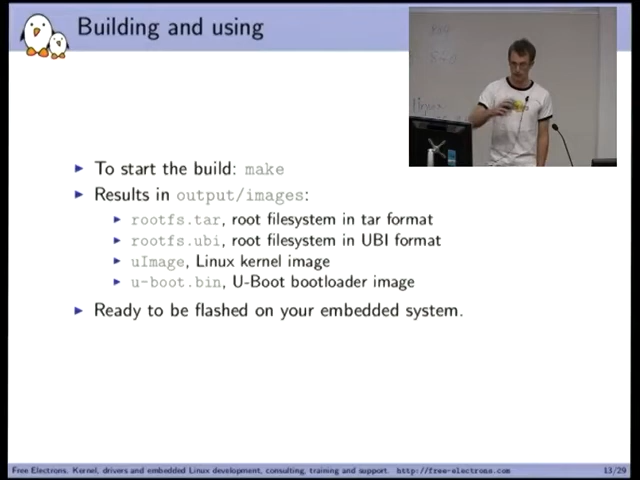 Building and using
To start the build: make
Results in output/images:
rootfs.tar, root filesystem in tar format
rootfs.ubi, root filesystem in UBI format
uImage, Linux kernel image
u-boot.bin, U-Boot bootloader image
Ready to be flashed on your embedded system.
Free Electrons. Kernel, drivers and embedded Linux development, consulting, training and support. http://free-electrons.com
13/29